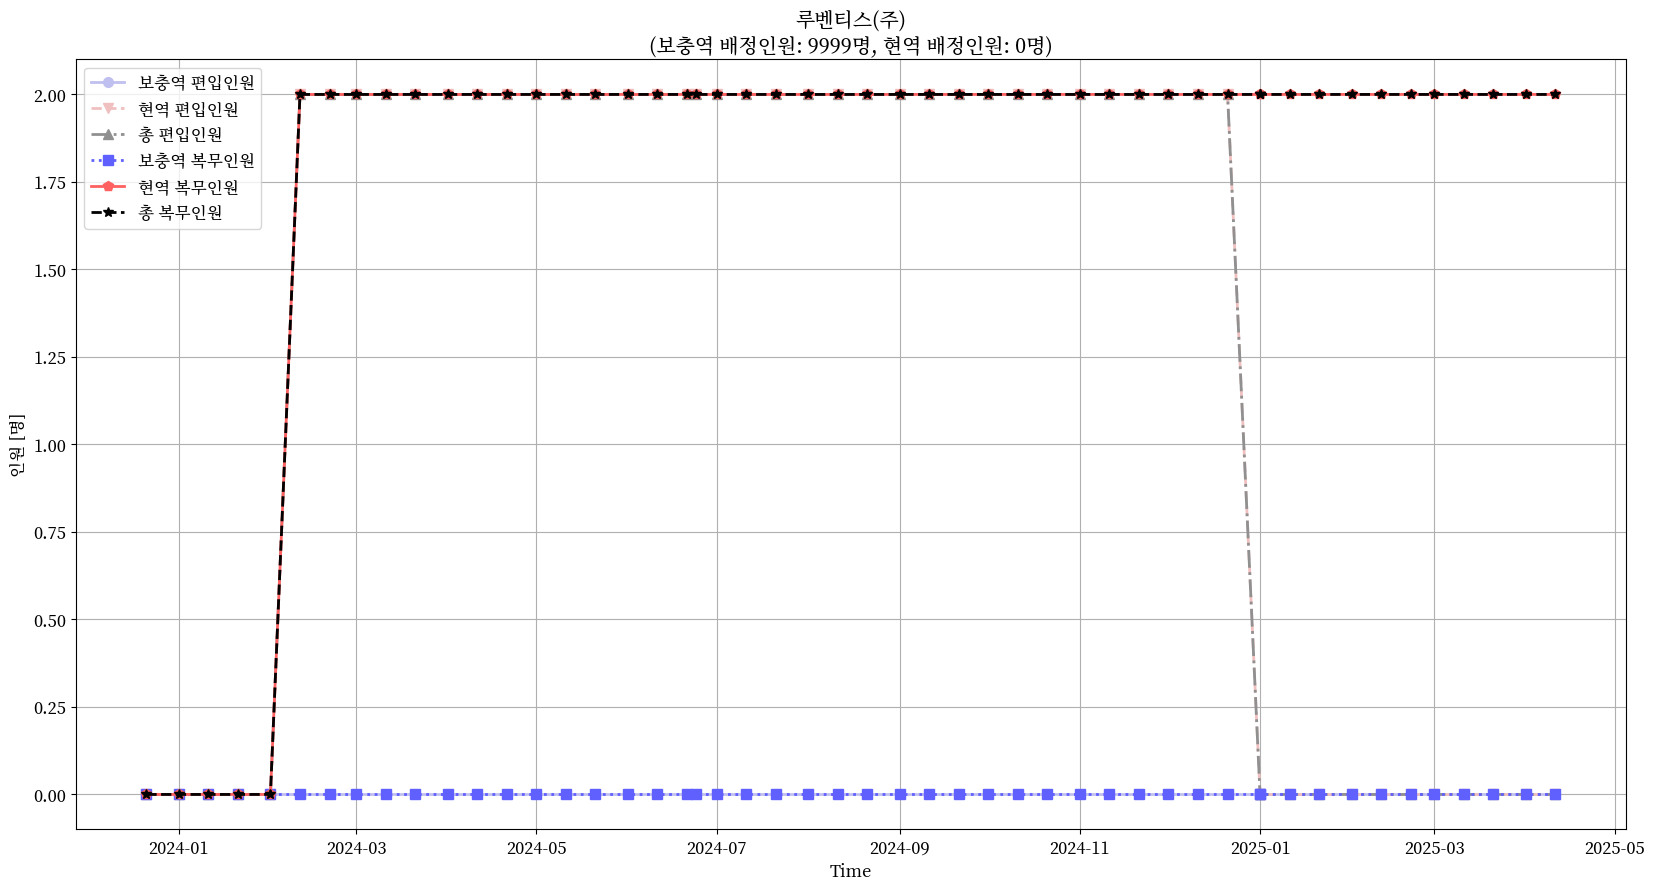 루벤티스(주)
(보충역 배정인원: 9999명, 현역 배정인원: 0명)
보충역 편입인원
현역 편입인원
총 편입인원
보충역 복무인원
현역 복무인원
총 복무인원
2.00
1.75
1.50
1.25
1.00
0.75
0.50
0.25
0.00
인원 [명]
2024-01 2024-03 2024-05 2024-07 2024-09 2024-11 2025-01 2025-03 2025-05
Time